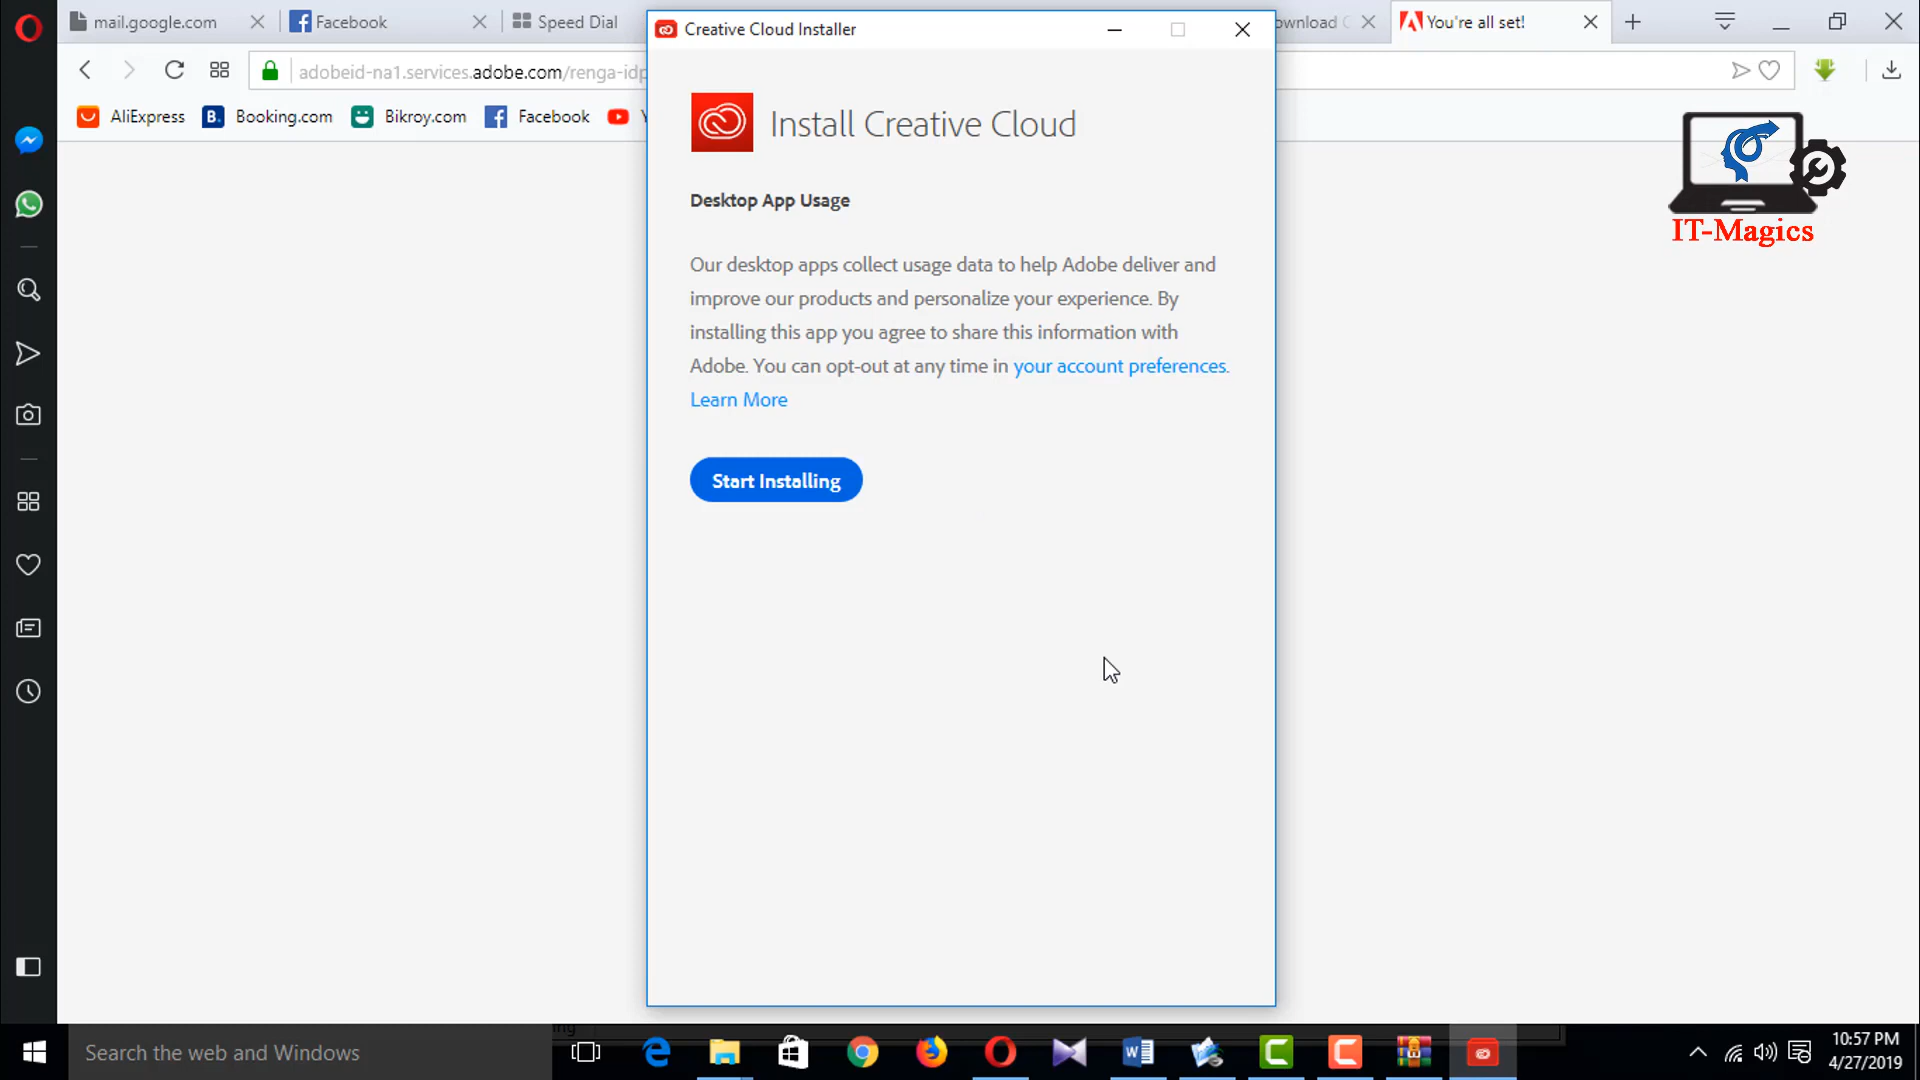 mail.google.com
Facebook
Speed Dial
Creative Cloud Installer
ownload
You're all set!
adobeid-na1.services.adobe.com/renga-idp
AliExpress
Booking.com
Bikroy.com
Facebook
Install Creative Cloud
IT-Magics
Desktop App Usage
Our desktop apps collect usage data to help Adobe deliver and
improve our products and personalize your experience. By
installing this app you agree to share this information with
Adobe. You can opt-out at any time in your account preferences.
Learn More
Start Installing
Search the web and Windows
10:57 PM
4/27/2019